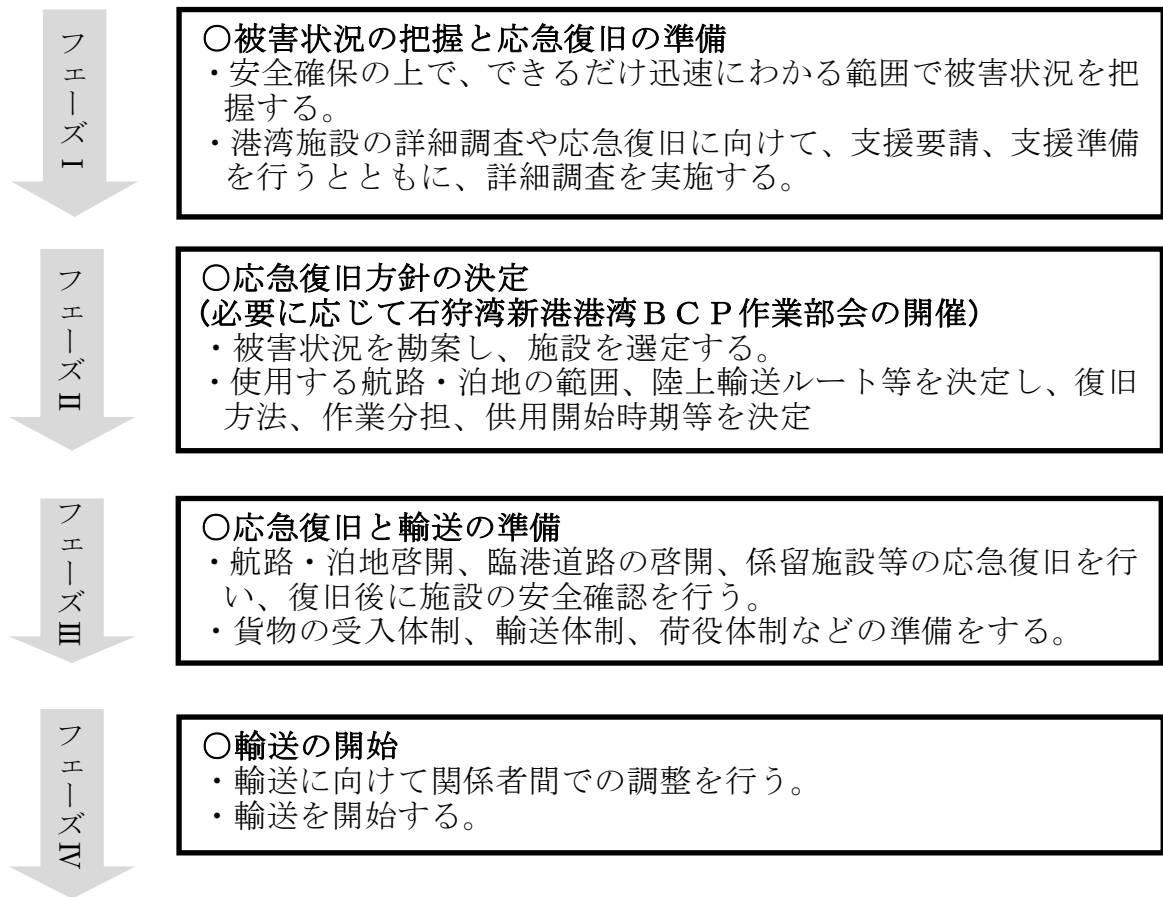 フェーズⅠ
○被害状況の把握と応急復旧の準備
・安全確保の上で、できるだけ迅速にわかる範囲で被害状況を把
握する。
・港湾施設の詳細調査や応急復旧に向けて、支援要請、支援準備
を行うとともに、詳細調査を実施する。
フェーズⅡ
○応急復旧方針の決定
(必要に応じて石狩湾新港港湾ＢＣＰ作業部会の開催)
・被害状況を勘案し、施設を選定する。
・使用する航路・泊地の範囲、陸上輸送ルート等を決定し、復旧
方法、作業分担、供用開始時期等を決定
フェーズⅢ
○応急復旧と輸送の準備
・航路・泊地啓開、臨港道路の啓開、係留施設等の応急復旧を行
い、復旧後に施設の安全確認を行う。
・貨物の受入体制、輸送体制、荷役体制などの準備をする。
フェーズⅣ
○輸送の開始
・輸送に向けて関係者間での調整を行う。
・輸送を開始する。